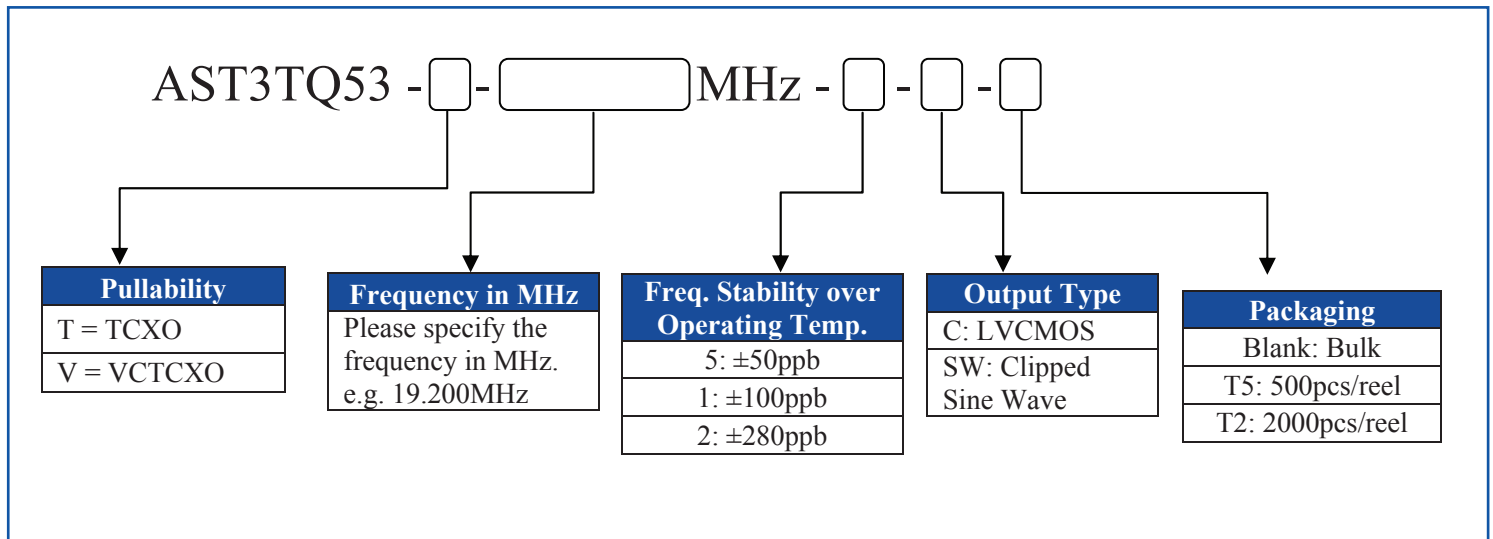 AST3TQ53 - - MHz - - -
Pullability
T = TCXO
V = VCTCXO
Frequency in MHz
Please specify the
frequency in MHz.
e.g. 19.200MHz
Freq. Stability over
Operating Temp.
5: ±50ppb
1: ±100ppb
2: ±280ppb
Output Type
C: LVCMOS
SW: Clipped
Sine Wave
Packaging
Blank: Bulk
T5: 500pcs/reel
T2: 2000pcs/reel